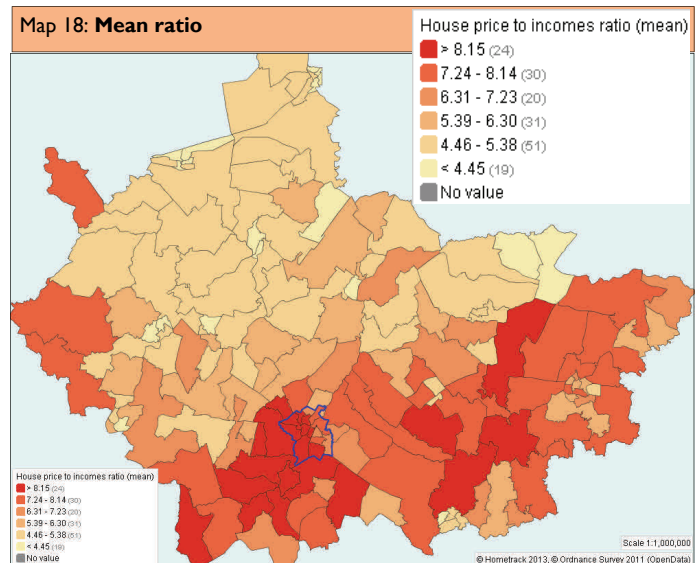 Map 18: Mean ratio
House price to incomes ratio (mean)
> 8.15 (24)
7.24 - 8.14 (30)
6.31 - 7.23 (20)
5.39 - 6.30 (31)
4.46 - 5.38 (51)
< 4.45 (19)
No value
House price to incomes ratio (mean)
> 8.15 (24)
7.24 - 8.14 (30)
6.31 - 7.23 (20)
5.39 - 6.30 (31)
4.46 - 5.38 (51)
< 4.45 (19)
No value
Scale 1:1,000,000
© Hometrack 2013, © Ordnance Survey 2011 (OpenData)